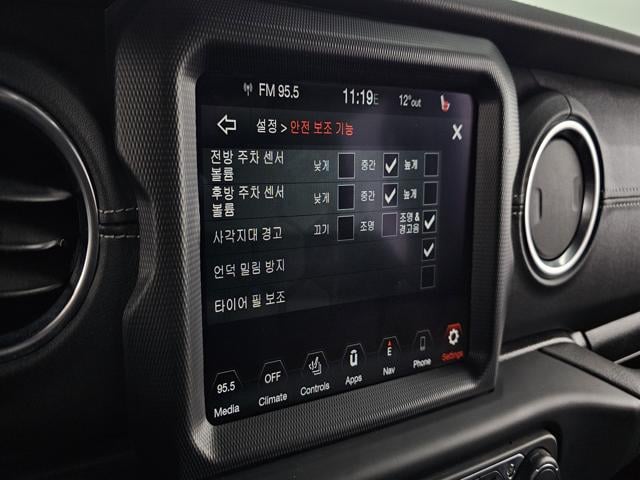 FM 95.5 11:19E 12°out
설정 > 안전 보조 기능 X
전방 주차 센서 볼륨 낮게 중간 높게
후방 주차 센서 볼륨 낮게 중간 높게
사각지대 경고 끄기 조명 조명 & 경고음
언덕 밀림 방지
타이어 필 보조
95.5 OFF E
Media Climate Controls Apps Nav Phone Settings